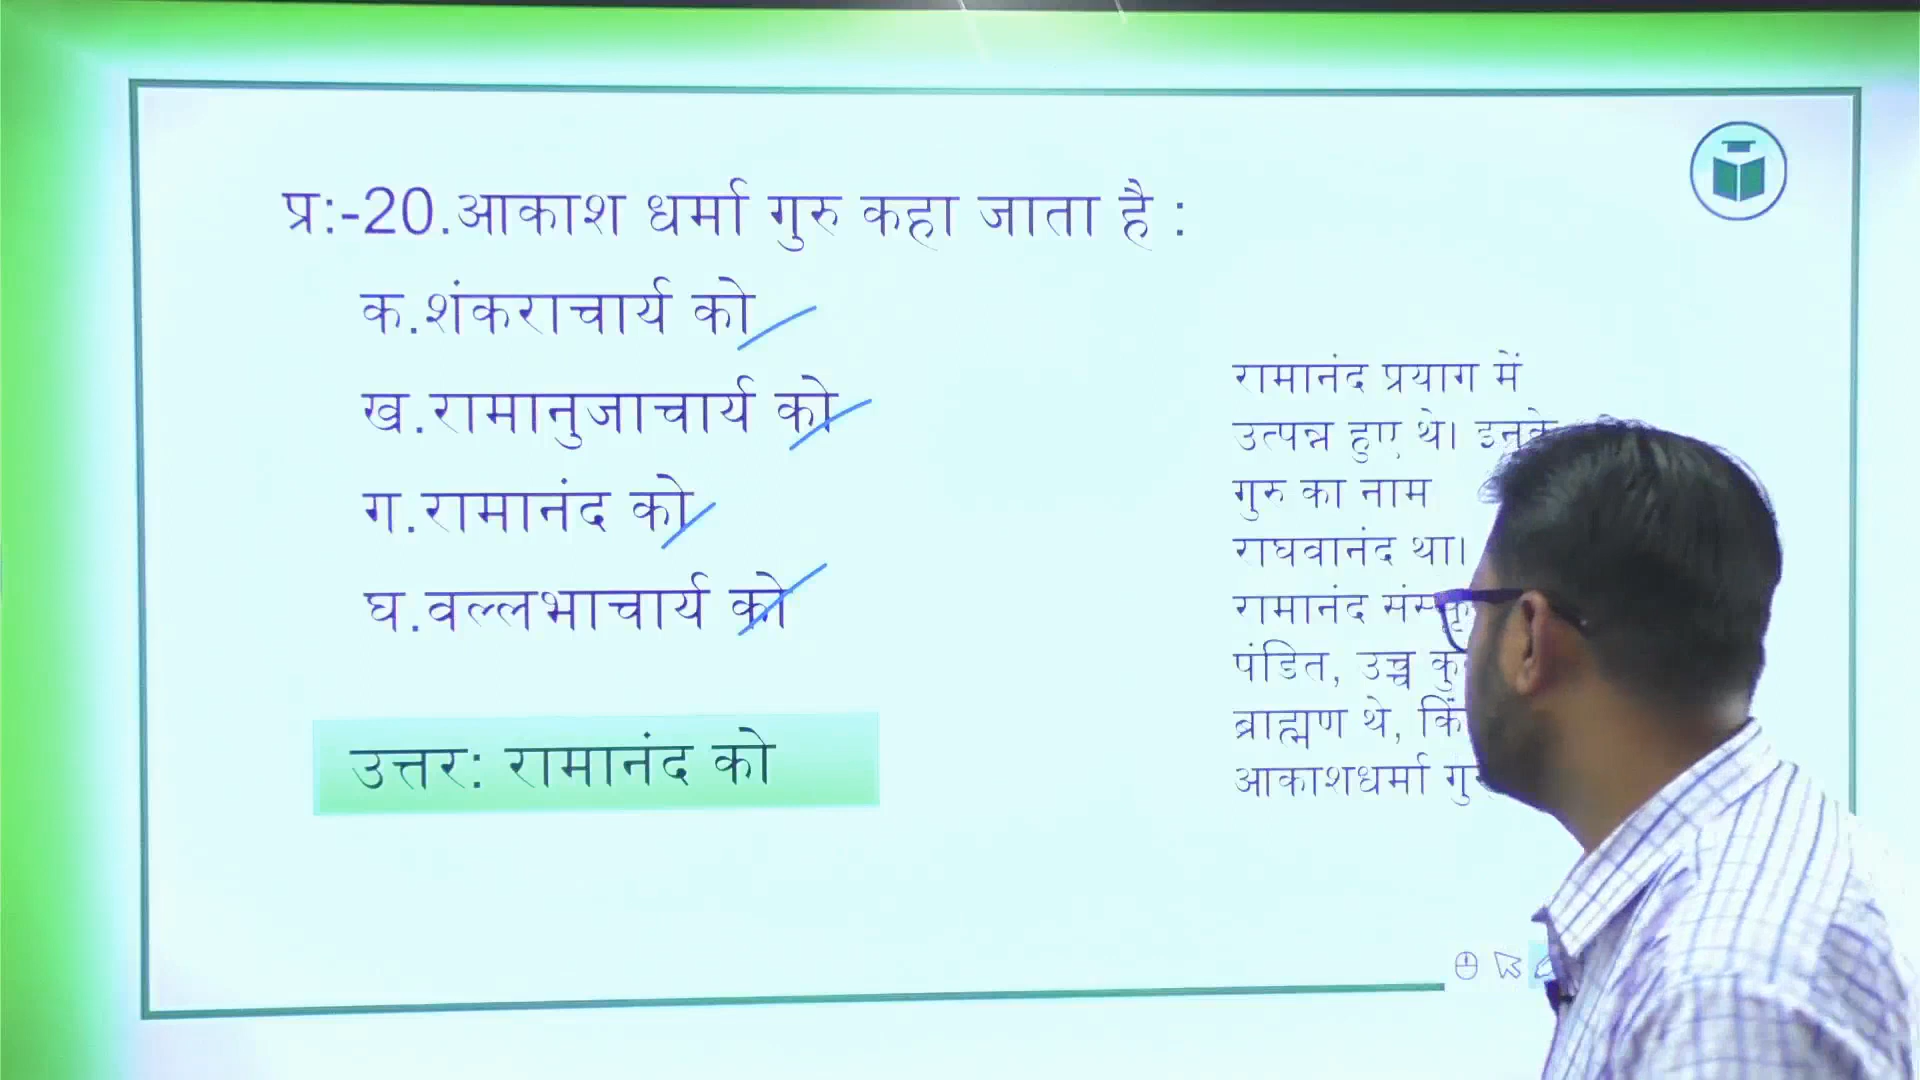 प्र:-20.आकाश धर्मा गुरु कहा जाता है :
क.शंकराचार्य को
ख.रामानुजाचार्य को
ग.रामानंद को
घ.वल्लभाचार्य को
उत्तर: रामानंद को
रामानंद प्रयाग में
उत्पन्न हुए थे। इनके
गुरु का नाम
राघवानंद था।
रामानंद
पंडित, उच्च
ब्राह्मण थे,
आकाशधर्मा